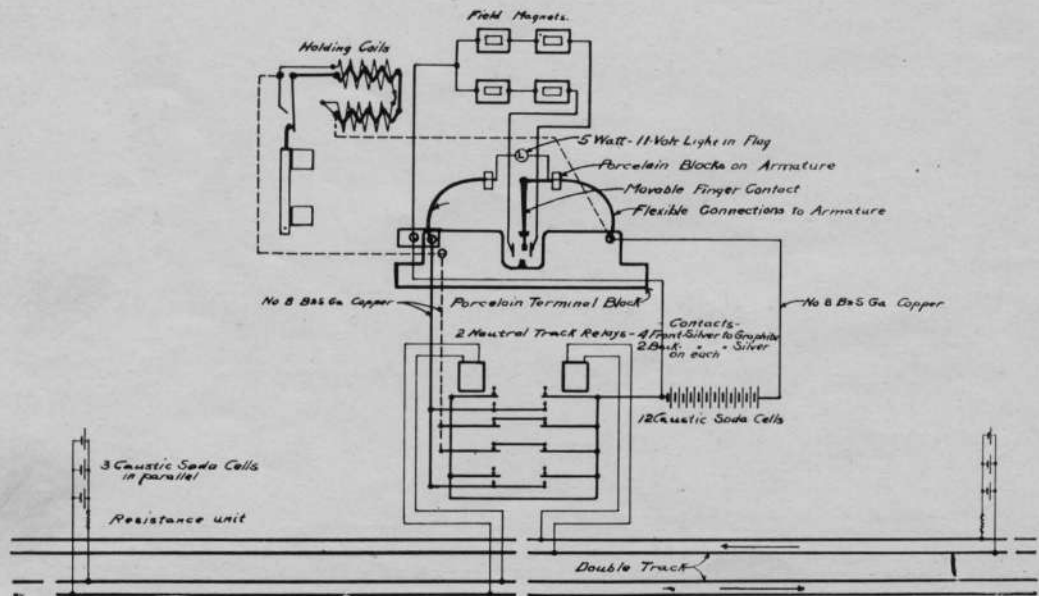 Field Magnets.
Holding Coils
5 Watt-11-Volt Light in Flag
Porcelain Blocks on Armature
Movable Finger Contact
Flexible Connections to Armature
No 8 B&S Ga Copper
Porcelain Terminal Block
No 8 B&S Ga Copper
Contacts-
2 Neutral Track Relays-4 Front-Silver to Graphite
2 Back- " " Silver
on each
12 Caustic Soda Cells
3 Caustic Soda Cells
in parallel
Resistance unit
Double Track